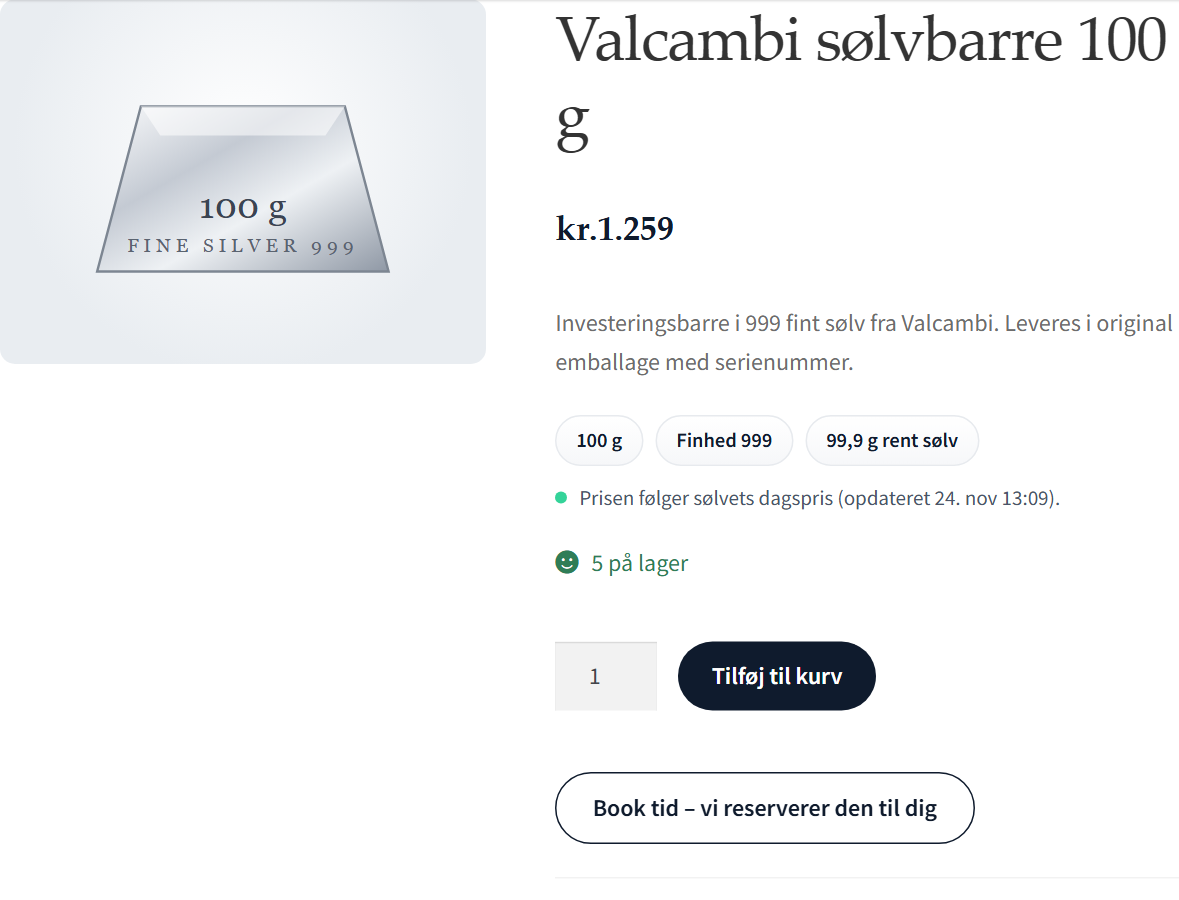 Valcambi sølvbarre 100
g
100 g
FINE SILVER 999
kr.1.259
Investeringsbarre i 999 fint sølv fra Valcambi. Leveres i original
emballage med serienummer.
100 g
Finhed 999
99,9 g rent sølv
Prisen følger sølvets dagspris (opdateret 24. nov 13:09).
5 på lager
1
Tilføj til kurv
Book tid – vi reserverer den til dig